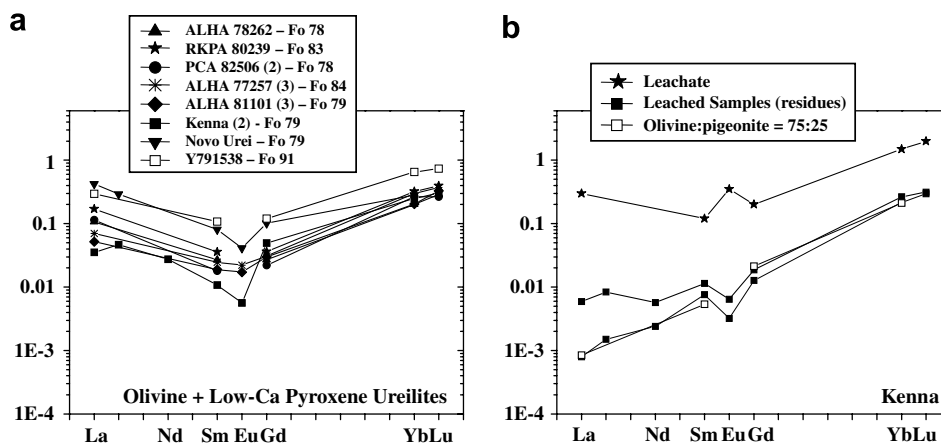 a
ALHA 78262 – Fo 78
RKPA 80239 – Fo 83
PCA 82506 (2) – Fo 78
ALHA 77257 (3) – Fo 84
ALHA 81101 (3) – Fo 79
Kenna (2) - Fo 79
Novo Urei – Fo 79
Y791538 – Fo 91
1
0.1
0.01
1E-3
1E-4
Olivine + Low-Ca Pyroxene Ureilites
La Nd Sm Eu Gd Yb Lu
b
Leachate
Leached Samples (residues)
Olivine:pigeonite = 75:25
1
0.1
0.01
1E-3
1E-4
Kenna
La Nd Sm Eu Gd Yb Lu